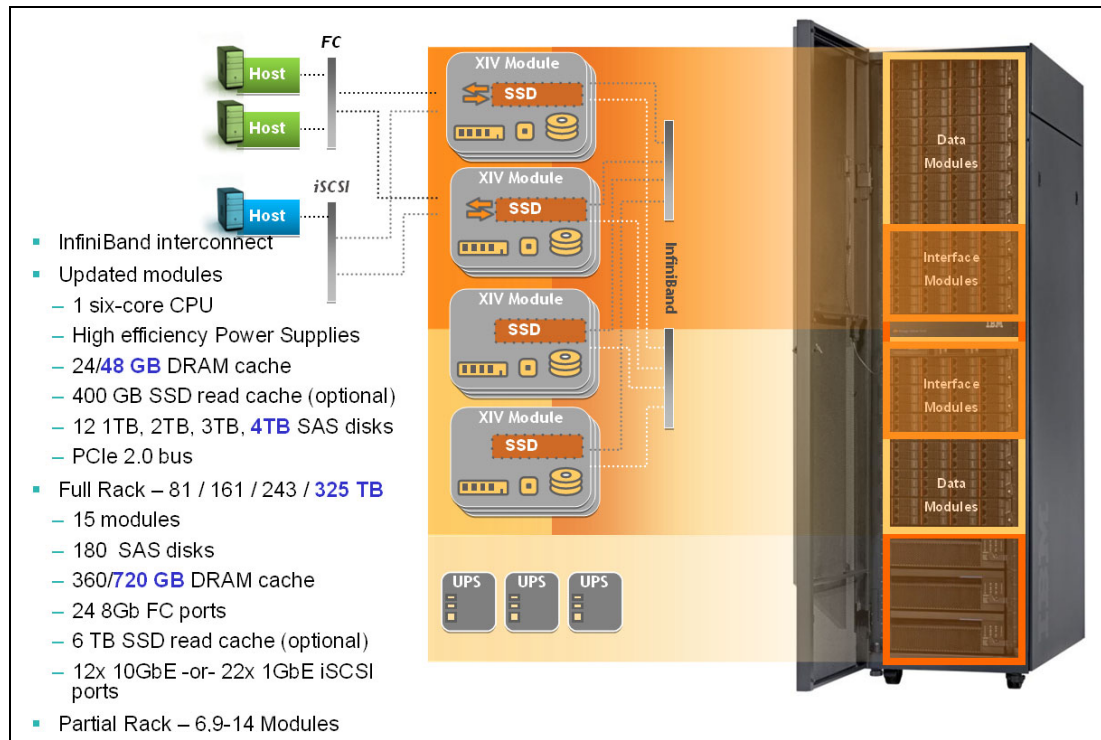 FC
Host
Host
iSCSI
Host
▪ InfiniBand interconnect
▪ Updated modules
– 1 six-core CPU
– High efficiency Power Supplies
– 24/48 GB DRAM cache
– 400 GB SSD read cache (optional)
– 12 1TB, 2TB, 3TB, 4TB SAS disks
– PCIe 2.0 bus
▪ Full Rack – 81 / 161 / 243 / 325 TB
– 15 modules
– 180 SAS disks
– 360/720 GB DRAM cache
– 24 8Gb FC ports
– 6 TB SSD read cache (optional)
– 12x 10GbE -or- 22x 1GbE iSCSI
ports
▪ Partial Rack – 6,9-14 Modules
XIV Module
SSD
XIV Module
SSD
XIV Module
SSD
XIV Module
SSD
InfiniBand
UPS
UPS
UPS
Data
Modules
Interface
Modules
IBM
Interface
Modules
Data
Modules
IBM